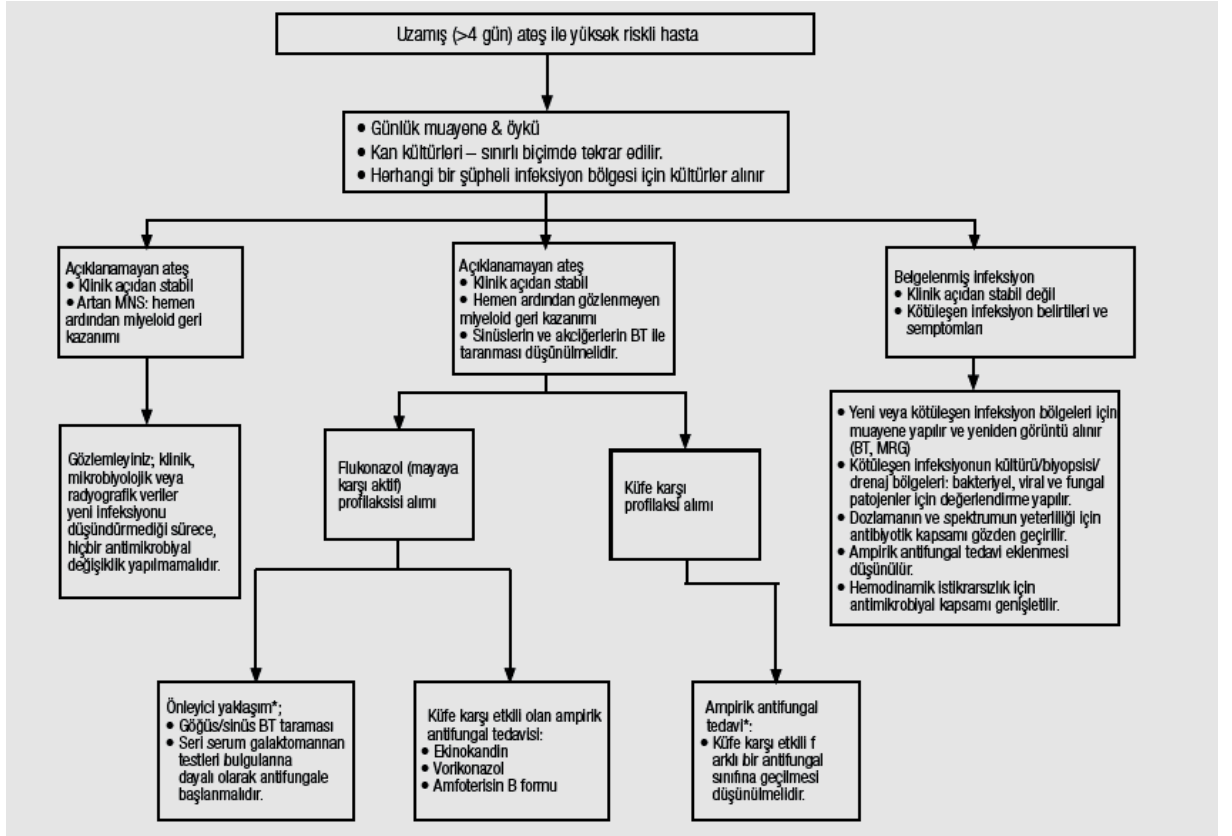 Uzamış (>4 gün) ateş ile yüksek riskli hasta
• Günlük muayene & öykü
• Kan kültürleri – sınırlı biçimde tekrar edilir.
• Herhangi bir şüpheli infeksiyon bölgesi için kültürler alınır
Açıklanamayan ateş
• Klinik açıdan stabil
• Artan MNS: hemen
ardından miyeloid geri
kazanımı
Açıklanamayan ateş
• Klinik açıdan stabil
• Hemen ardından gözlenmeyen
miyeloid geri kazanımı
• Sinüslerin ve akciğerlerin BT ile
taranması düşünülmelidir.
Belgelenmiş infeksiyon
• Klinik açıdan stabil değil
• Kötüleşen infeksiyon belirtileri ve
semptomları
Gözlemleyiniz; klinik,
mikrobiyolojik veya
radyografik veriler
yeni infeksiyonu
düşündürmediği sürece,
hiçbir antimikrobiyal
değişiklik yapılmamalıdır.
Flukonazol (mayaya
karşı aktif)
profilaksisi alımı
Küfe karşı
profilaksi alımı
• Yeni veya kötüleşen infeksiyon bölgeleri için
muayene yapılır ve yeniden görüntü alınır
(BT, MRG)
• Kötüleşen infeksiyonun kültürü/biyopsisi/
drenaj bölgeleri: bakteriyel, viral ve fungal
patojenler için değerlendirme yapılır.
• Dozlamanın ve spektrumun yeterliliği için
antibiyotik kapsamı gözden geçirilir.
• Ampirik antifungal tedavi eklenmesi
düşünülür.
• Hemodinamik istikrarsızlık için
antimikrobiyal kapsamı genişletilir.
Önleyici yaklaşım*;
• Göğüs/sinüs BT taraması
• Seri serum galaktomannan
testleri bulgularına
dayalı olarak antifungale
başlanmalıdır.
Küfe karşı etkili olan ampirik
antifungal tedavisi:
• Ekinokandin
• Vorikonazol
• Amfoterisin B formu
Ampirik antifungal
tedavi*:
• Küfe karşı etkili f
arklı bir antifungal
sınıfına geçilmesi
düşünülmelidir.